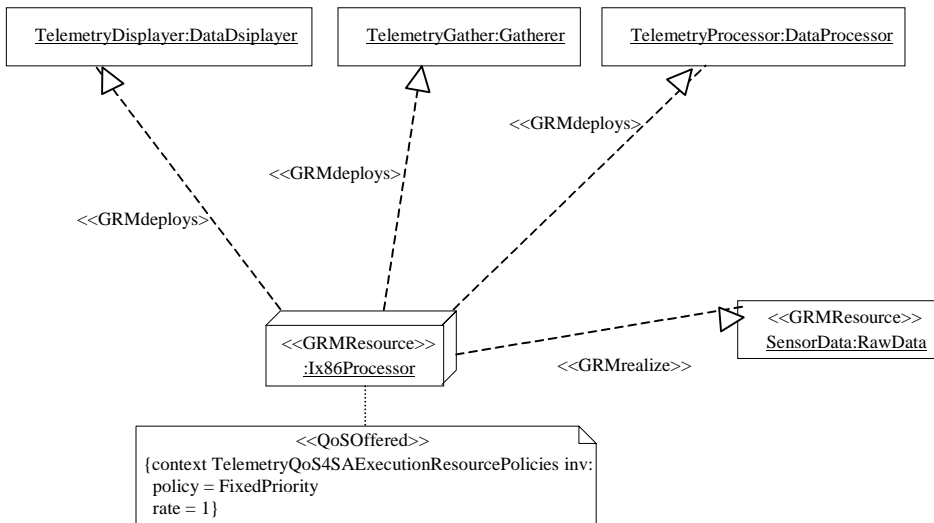 TelemetryDisplayer:DataDsiplayer
TelemetryGather:Gatherer
TelemetryProcessor:DataProcessor
<<GRMdeploys>
<<GRMdeploys>
<<GRMdeploys>
<<GRMResource>>
:Ix86Processor
<<GRMrealize>>
<<GRMResource>>
SensorData:RawData
<<QoSOffered>>
{context TelemetryQoS4SAExecutionResourcePolicies inv:
policy = FixedPriority
rate = 1}